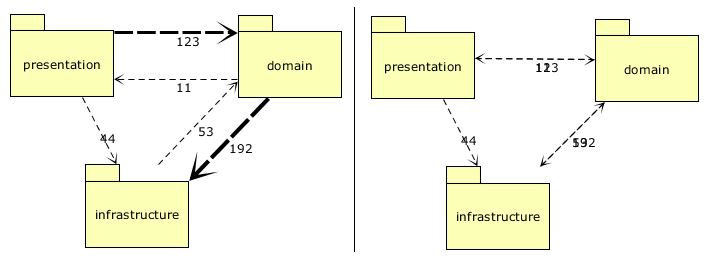 presentation
123
domain
11
44
53
192
infrastructure
presentation
domain
44
infrastructure